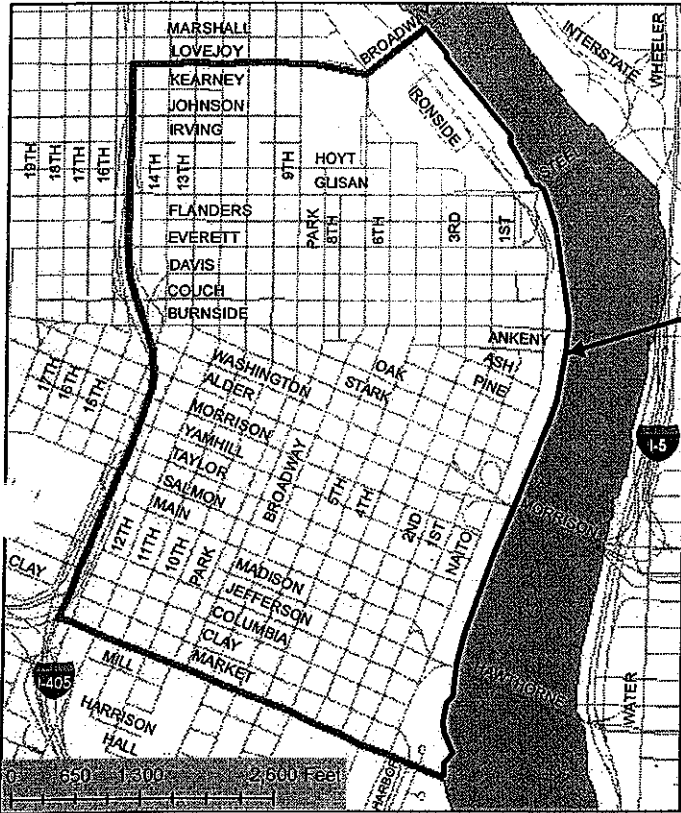 MARSHALL
LOVEJOY
BROADWAY
INTERSTATE
WHEELER
KEARNEY
JOHNSON
IRVING
IRONSIDE
19TH
18TH
17TH
16TH
14TH
13TH
9TH
HOYT
GLISAN
STEEL
FLANDERS
EVERETT
PARK
8TH
6TH
3RD
1ST
DAVIS
COUCH
BURNSIDE
ANKENY
ASH
PINE
OAK
STARK
17TH
16TH
15TH
WASHINGTON
ALDER
MORRISON
YAMHILL
TAYLOR
SALMON
MAIN
BROADWAY
5TH
4TH
2ND
1ST
NAITO
I-5
MORRISON
12TH
11TH
10TH
PARK
MADISON
JEFFERSON
COLUMBIA
CLAY
MARKET
CLAY
MILL
I-405
HARRISON
HALL
HAWTHORNE
WATER
HARBOR
0 650 1,300 2,600 Feet